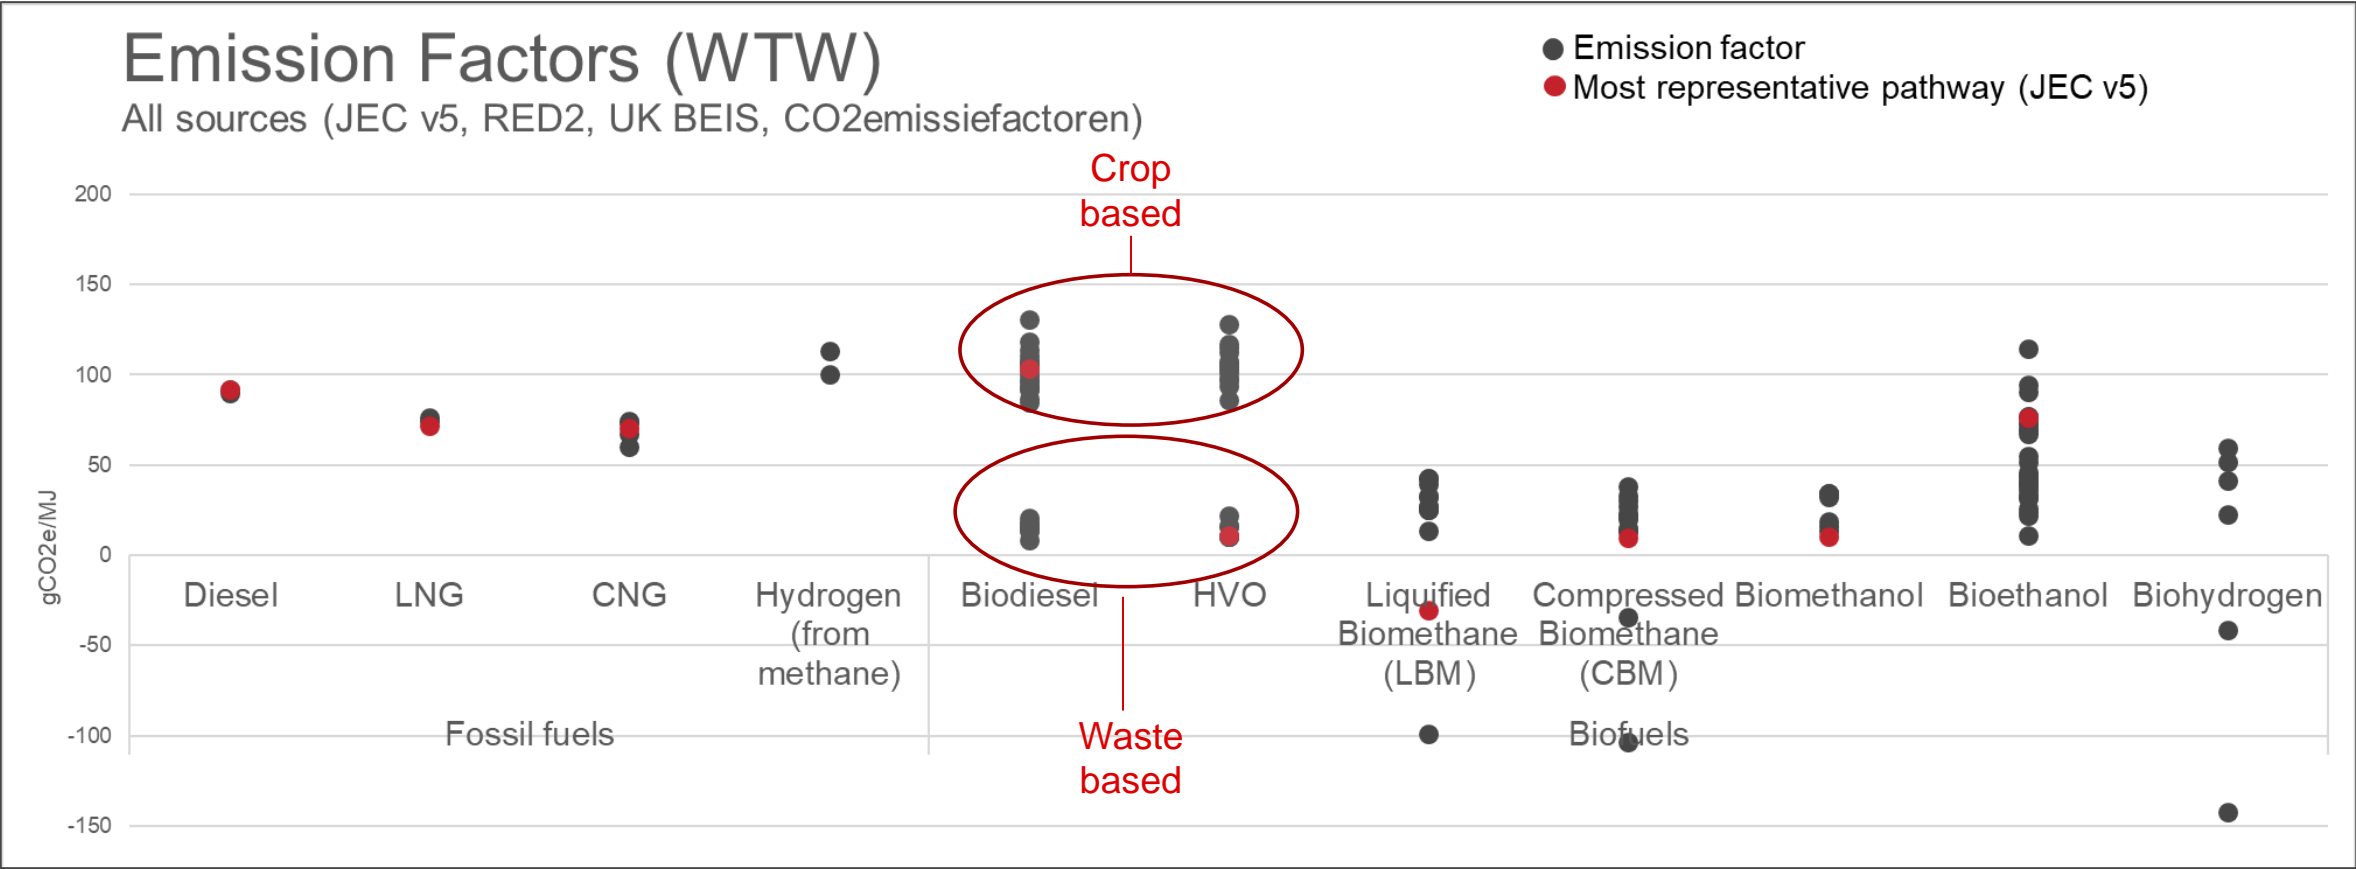 Emission Factors (WTW)
All sources (JEC v5, RED2, UK BEIS, CO2emissiefactoren)
Emission factor
Most representative pathway (JEC v5)
Crop
based
200
150
100
50
0
-50
-100
-150
gCO2e/MJ
Diesel
LNG
CNG
Hydrogen
(from
methane)
Biodiesel
HVO
Liquified
Biomethane
(LBM)
Compressed
Biomethane
(CBM)
Biomethanol
Bioethanol
Biohydrogen
Fossil fuels
Biofuels
Waste
based